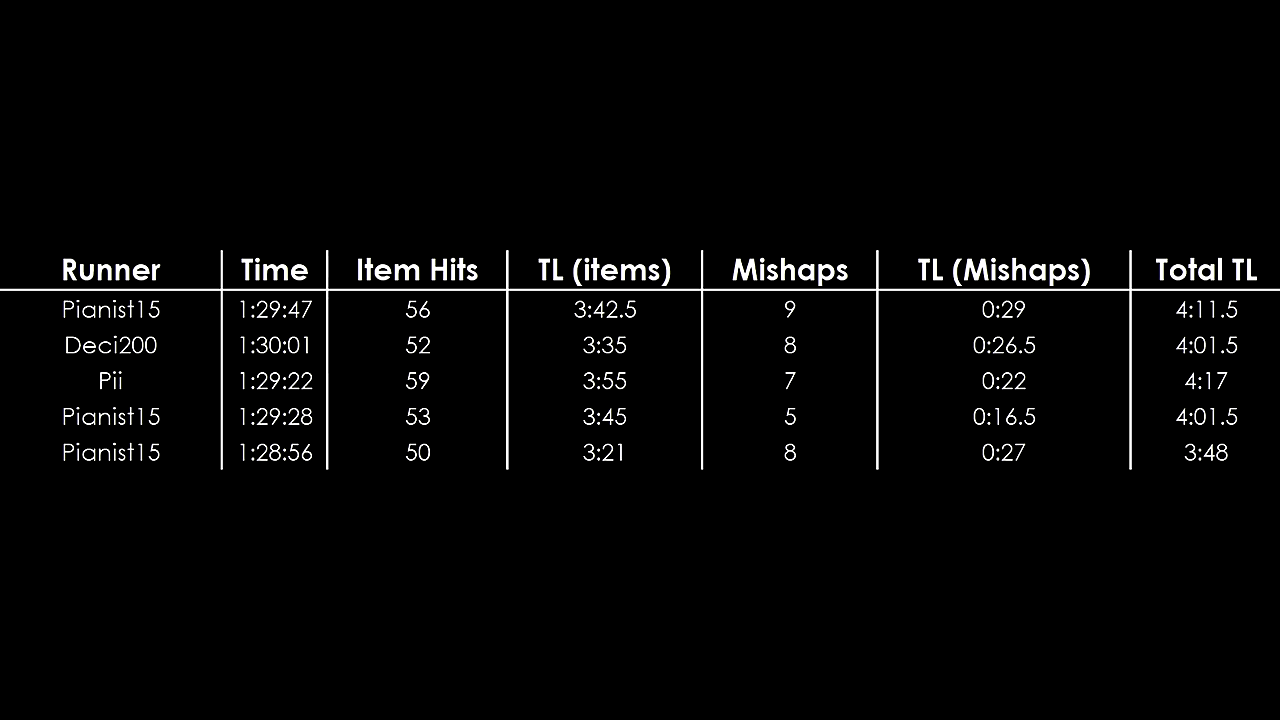 Runner Time Item Hits TL (items) Mishaps TL (Mishaps) Total TL
Pianist15 1:29:47 56 3:42.5 9 0:29 4:11.5
Deci200 1:30:01 52 3:35 8 0:26.5 4:01.5
Pii 1:29:22 59 3:55 7 0:22 4:17
Pianist15 1:29:28 53 3:45 5 0:16.5 4:01.5
Pianist15 1:28:56 50 3:21 8 0:27 3:48